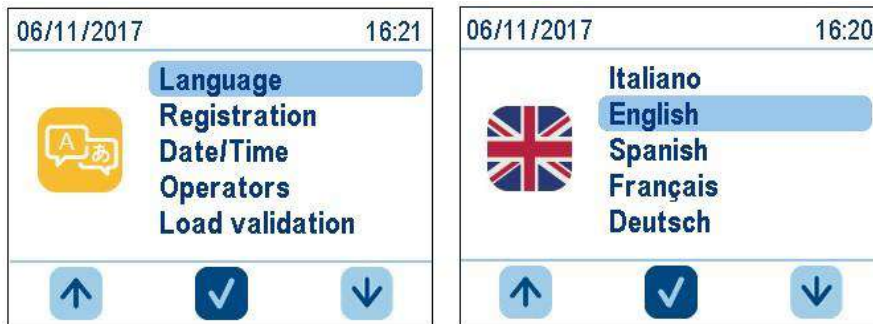 06/11/2017 16:21
Language
Registration
Date/Time
Operators
Load validation
A あ
06/11/2017 16:20
Italiano
English
Spanish
Français
Deutsch